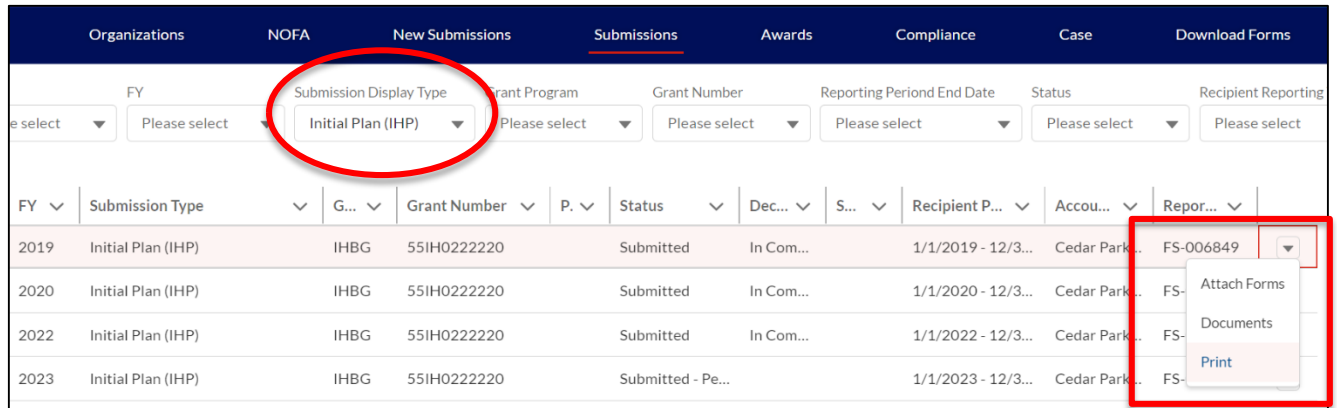 Organizations NOFA New Submissions Submissions Awards Compliance Case Download Forms
FY Submission Display Type Grant Program Grant Number Reporting Periond End Date Status Recipient Reporting
e select Please select Initial Plan (IHP) Please select Please select Please select Please select Please select
FY Submission Type G... Grant Number P. Status Dec... S... Recipient P... Accou... Repor...
2019 Initial Plan (IHP) IHBG 55IH0222220 Submitted In Com... 1/1/2019 - 12/3... Cedar Park... FS-006849
Attach Forms
2020 Initial Plan (IHP) IHBG 55IH0222220 Submitted In Com... 1/1/2020 - 12/3... Cedar Park... FS-
Documents
2022 Initial Plan (IHP) IHBG 55IH0222220 Submitted In Com... 1/1/2022 - 12/3... Cedar Park... FS-
Print
2023 Initial Plan (IHP) IHBG 55IH0222220 Submitted - Pe... 1/1/2023 - 12/3... Cedar Park... FS-